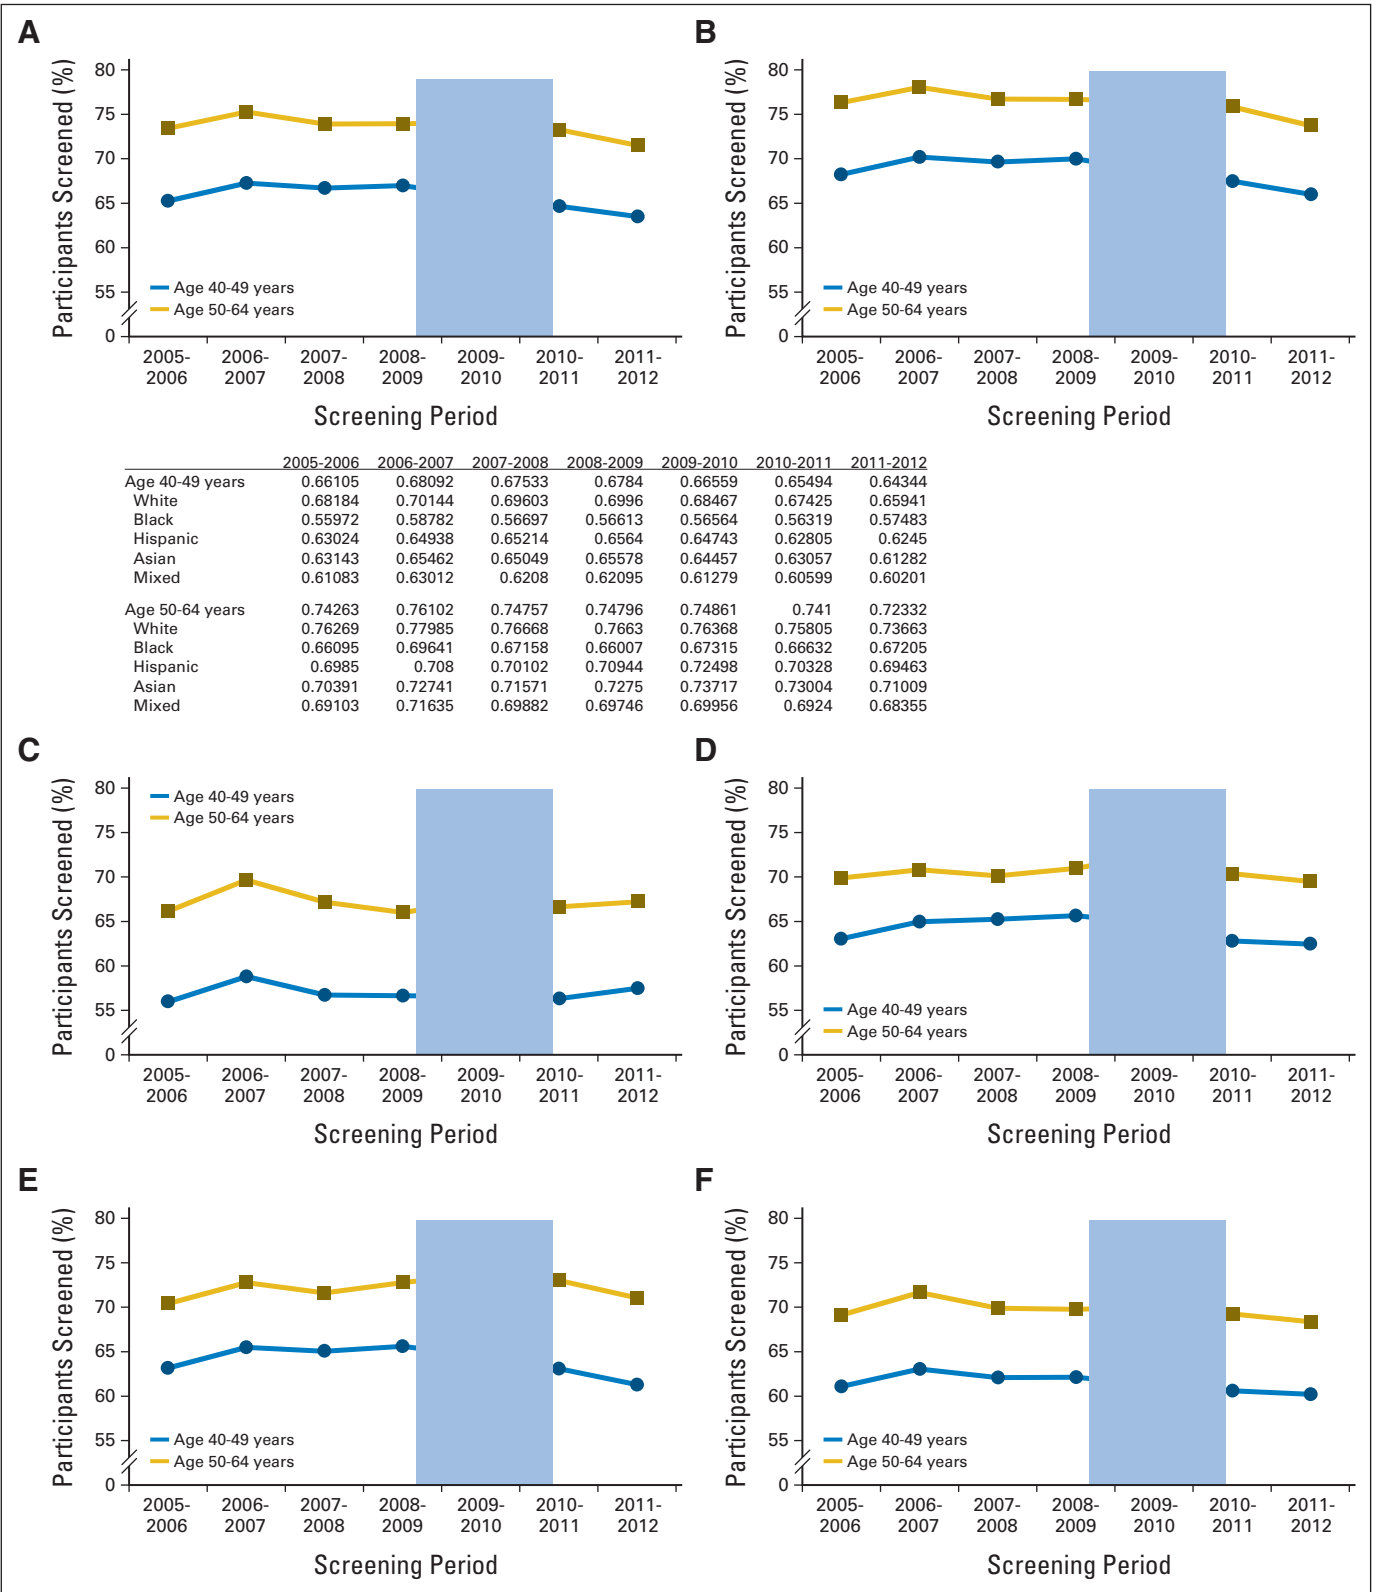 A
Participants Screened (%)
80
75
70
65
60
55
0
Age 40-49 years
Age 50-64 years
2005- 2006- 2007- 2008- 2009- 2010- 2011-
2006 2007 2008 2009 2010 2011 2012
Screening Period
B
Participants Screened (%)
80
75
70
65
60
55
0
Age 40-49 years
Age 50-64 years
2005- 2006- 2007- 2008- 2009- 2010- 2011-
2006 2007 2008 2009 2010 2011 2012
Screening Period
2005-2006 2006-2007 2007-2008 2008-2009 2009-2010 2010-2011 2011-2012
Age 40-49 years 0.66105 0.68092 0.67533 0.6784 0.66559 0.65494 0.64344
White 0.68184 0.70144 0.69603 0.6996 0.68467 0.67425 0.65941
Black 0.55972 0.58782 0.56697 0.56613 0.56564 0.56319 0.57483
Hispanic 0.63024 0.64938 0.65214 0.6564 0.64743 0.62805 0.6245
Asian 0.63143 0.65462 0.65049 0.65578 0.64457 0.63057 0.61282
Mixed 0.61083 0.63012 0.6208 0.62095 0.61279 0.60599 0.60201
Age 50-64 years 0.74263 0.76102 0.74757 0.74796 0.74861 0.741 0.72332
White 0.76269 0.77985 0.76668 0.7663 0.76368 0.75805 0.73663
Black 0.66095 0.69641 0.67158 0.66007 0.67315 0.66632 0.67205
Hispanic 0.6985 0.708 0.70102 0.70944 0.72498 0.70328 0.69463
Asian 0.70391 0.72741 0.71571 0.7275 0.73717 0.73004 0.71009
Mixed 0.69103 0.71635 0.69882 0.69746 0.69956 0.6924 0.68355
C
Participants Screened (%)
80
75
70
65
60
55
0
Age 40-49 years
Age 50-64 years
2005- 2006- 2007- 2008- 2009- 2010- 2011-
2006 2007 2008 2009 2010 2011 2012
Screening Period
D
Participants Screened (%)
80
75
70
65
60
55
0
Age 40-49 years
Age 50-64 years
2005- 2006- 2007- 2008- 2009- 2010- 2011-
2006 2007 2008 2009 2010 2011 2012
Screening Period
E
Participants Screened (%)
80
75
70
65
60
55
0
Age 40-49 years
Age 50-64 years
2005- 2006- 2007- 2008- 2009- 2010- 2011-
2006 2007 2008 2009 2010 2011 2012
Screening Period
F
Participants Screened (%)
80
75
70
65
60
55
0
Age 40-49 years
Age 50-64 years
2005- 2006- 2007- 2008- 2009- 2010- 2011-
2006 2007 2008 2009 2010 2011 2012
Screening Period